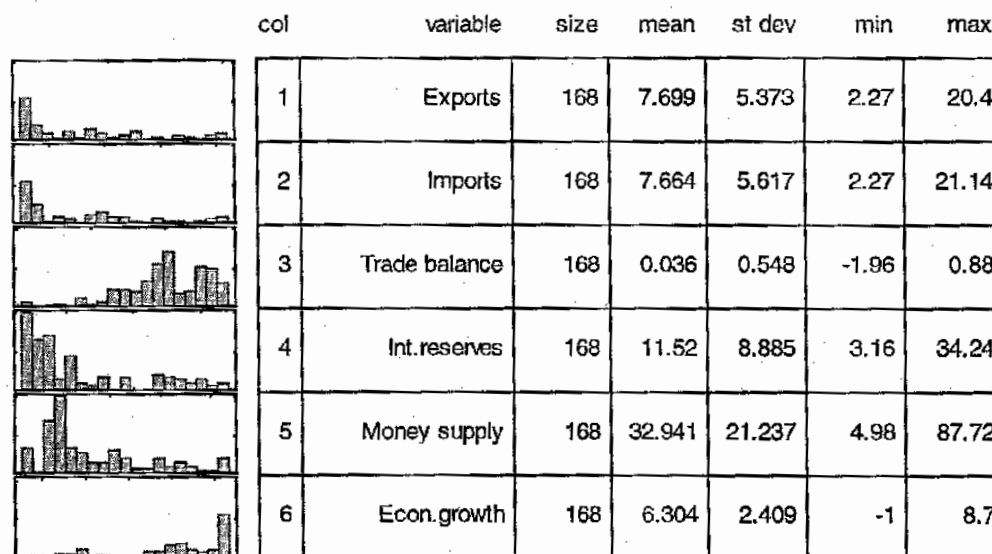 col variable size mean st dev min max
1 Exports 168 7.699 5.373 2.27 20.4
2 Imports 168 7.664 5.617 2.27 21.14
3 Trade balance 168 0.036 0.548 -1.96 0.88
4 Int.reserves 168 11.52 8.885 3.16 34.24
5 Money supply 168 32.941 21.237 4.98 87.72
6 Econ.growth 168 6.304 2.409 -1 8.7